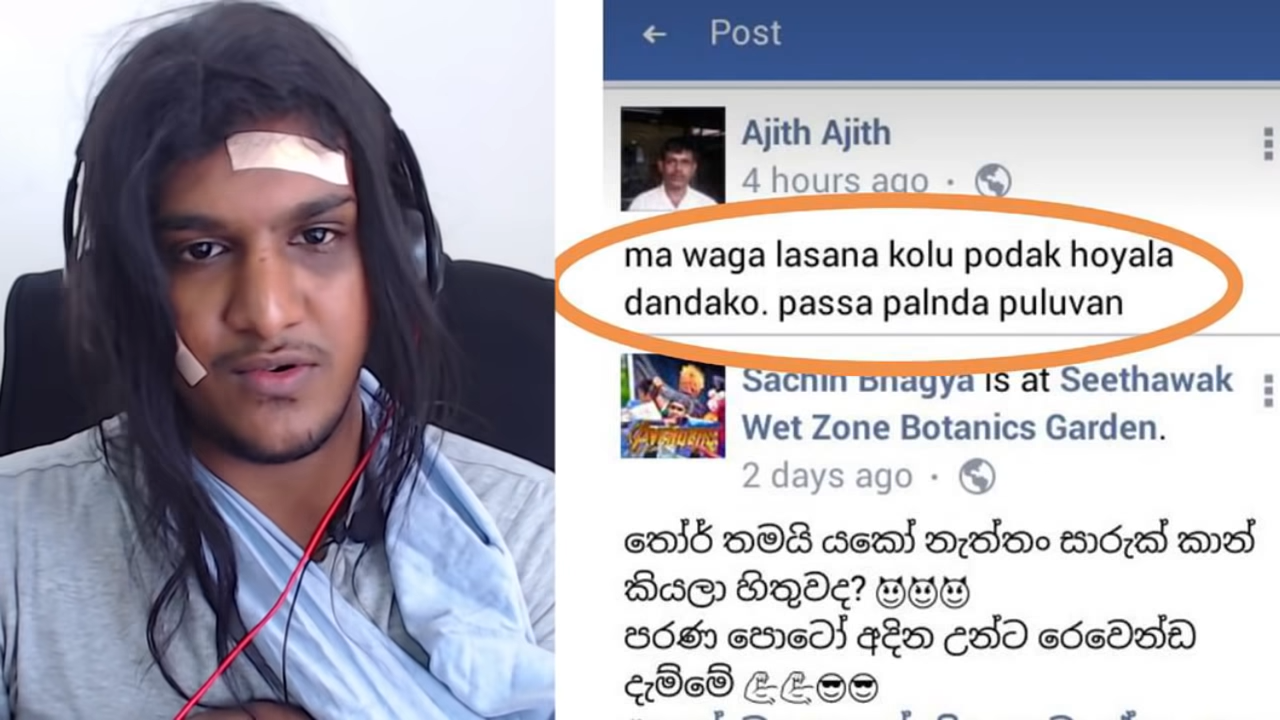 Post
Ajith Ajith
4 hours ago ·
ma waga lasana kolu podak hoyala
dandako. passa palnda puluvan
Sachin Bhagya is at Seethawak
Wet Zone Botanics Garden.
2 days ago ·
තෝර් තමයි යකෝ නැත්තං සාරුක් කාන්
කියලා හිතුවද? 😈😈😈
පරණ පොටෝ අදින උන්ට රෙවෙන්ඩ
දැම්මේ 💪💪😎😎